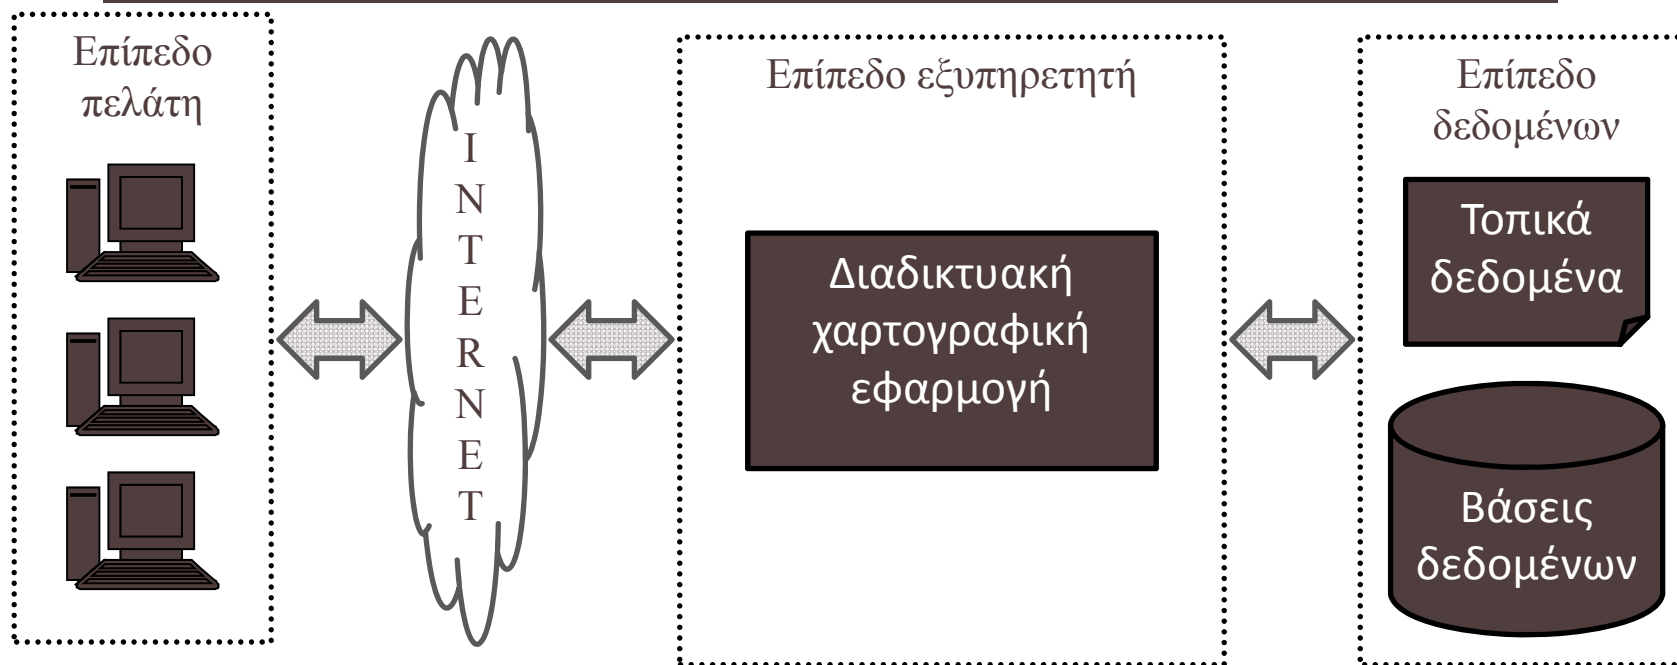 Επίπεδο
πελάτη
I
N
T
E
R
N
E
T
Επίπεδο εξυπηρετητή
Διαδικτυακή
χαρτογραφική
εφαρμογή
Επίπεδο
δεδομένων
Τοπικά
δεδομένα
Βάσεις
δεδομένων